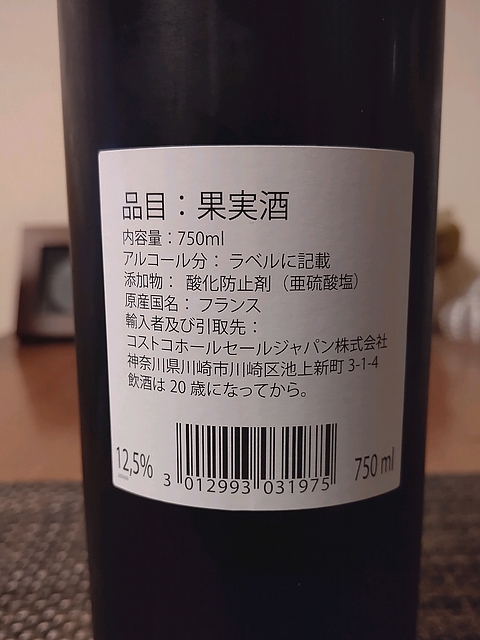 品目：果実酒
内容量：750ml
アルコール分： ラベルに記載
添加物： 酸化防止剤（亜硫酸塩）
原産国名： フランス
輸入者及び引取先：
コストコホールセールジャパン株式会社
神奈川県川崎市川崎区池上新町 3-1-4
飲酒は 20 歳になってから。
12,5%
3 012993 031975
750 ml